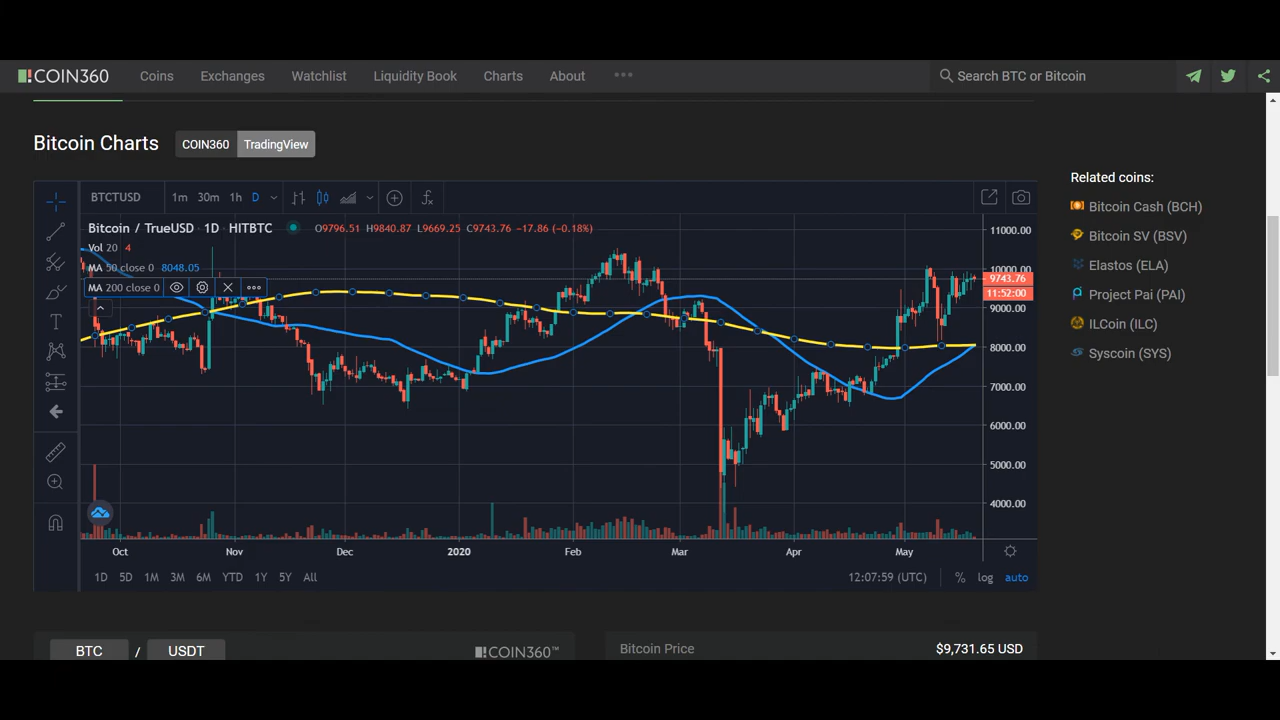 COIN360 Coins Exchanges Watchlist Liquidity Book Charts About ••• Search BTC or Bitcoin
Bitcoin Charts COIN360 TradingView
BTCTUSD 1m 30m 1h D
Bitcoin / TrueUSD · 1D · HITBTC O9796.51 H9840.87 L9669.25 C9743.76 −17.86 (−0.18%)
Vol 20 4
MA 50 close 0 8048.05
MA 200 close 0 •••
11000.00
10000.00
9743.76
11:52:00
9000.00
8000.00
7000.00
6000.00
5000.00
4000.00
Oct Nov Dec 2020 Feb Mar Apr May
1D 5D 1M 3M 6M YTD 1Y 5Y All 12:07:59 (UTC) % log auto
Related coins:
Bitcoin Cash (BCH)
Bitcoin SV (BSV)
Elastos (ELA)
Project Pai (PAI)
ILCoin (ILC)
Syscoin (SYS)
BTC / USDT COIN360™
Bitcoin Price $9,731.65 USD